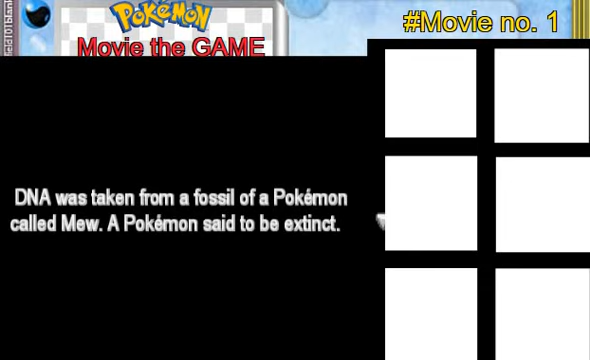 POKéMON
#Movie no. 1
Movie the GAME
field101blank
DNA was taken from a fossil of a Pokémon
called Mew. A Pokémon said to be extinct.